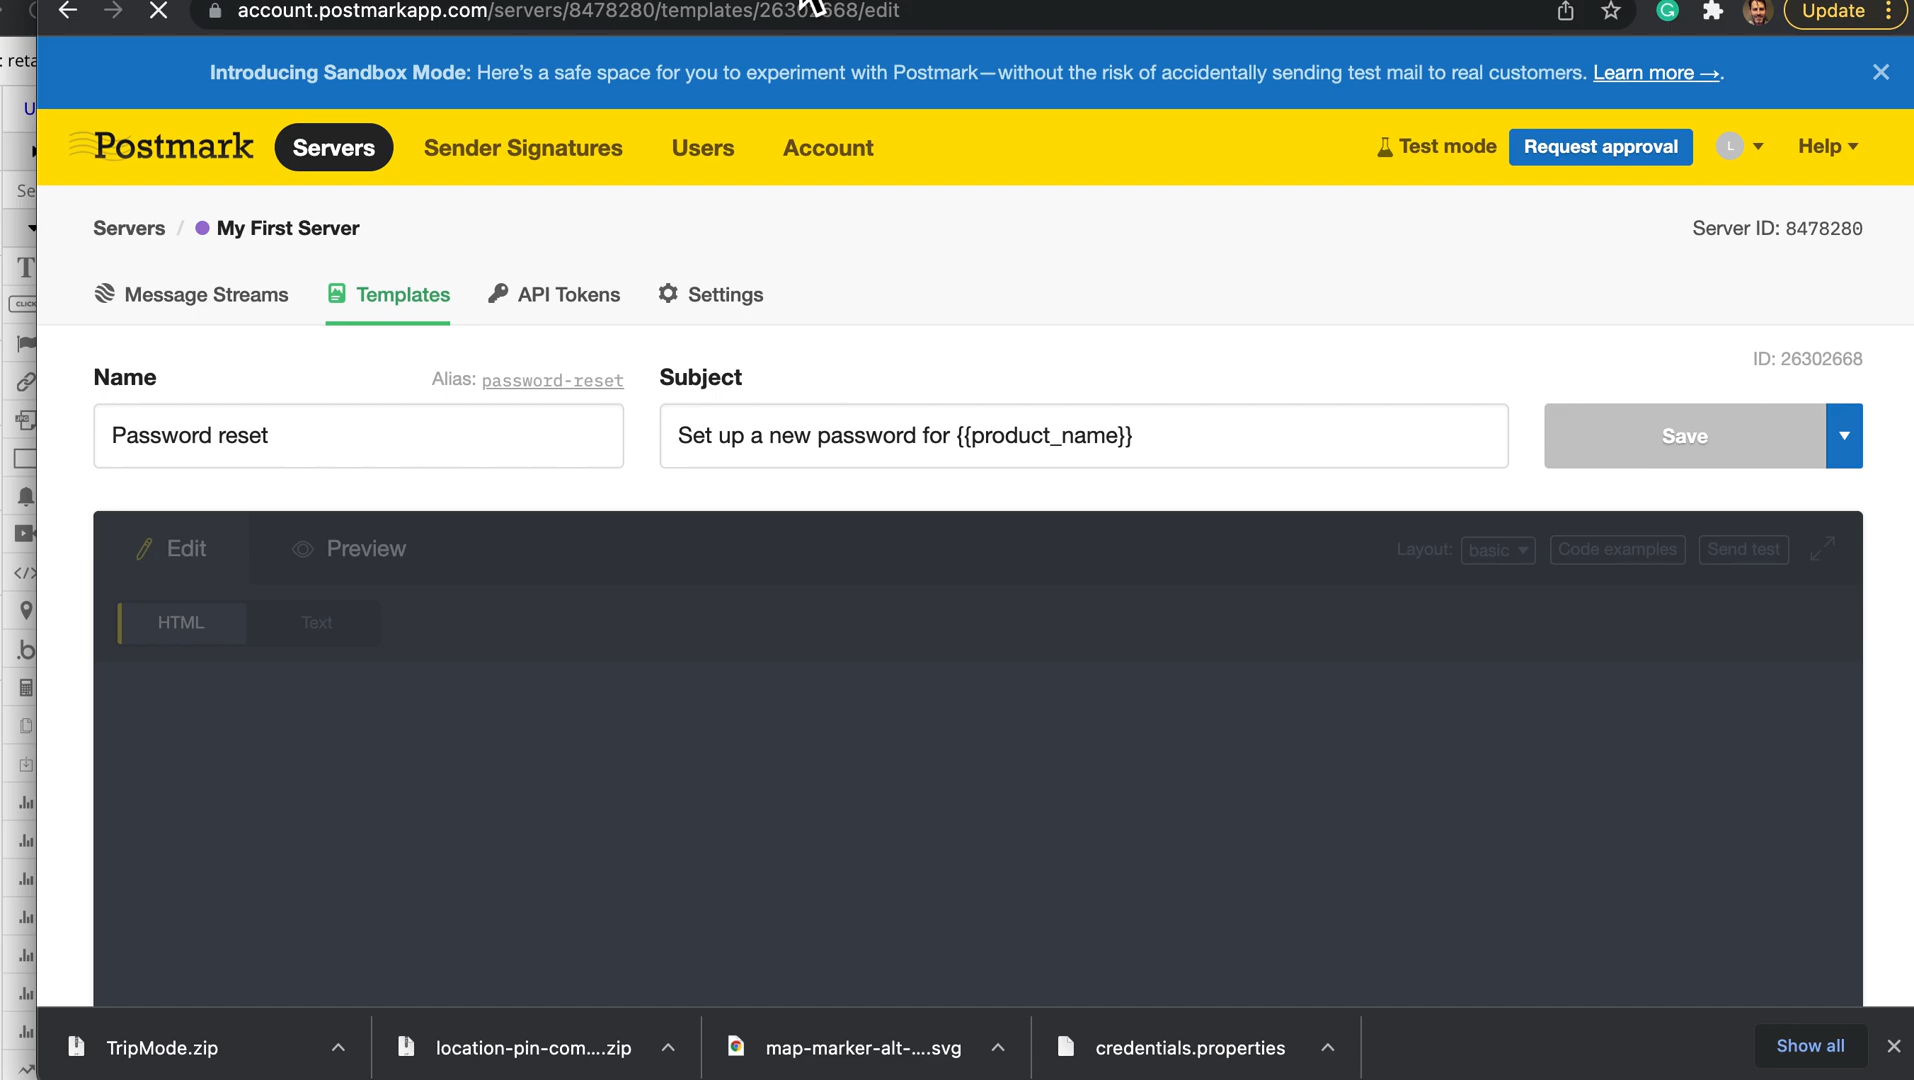 account.postmarkapp.com/servers/8478280/templates/26302668/edit
Update
: reta
Introducing Sandbox Mode: Here's a safe space for you to experiment with Postmark—without the risk of accidentally sending test mail to real customers. Learn more →.
U
Postmark
Servers
Sender Signatures
Users
Account
Test mode
Request approval
L
Help
Se
Servers / My First Server
Server ID: 8478280
T
CLICK
Message Streams
Templates
API Tokens
Settings
ID: 26302668
Name
Alias: password-reset
Subject
Password reset
Set up a new password for {{product_name}}
Save
Edit
Preview
Layout: basic
Code examples
Send test
HTML
Text
.b
TripMode.zip
location-pin-com....zip
map-marker-alt-....svg
credentials.properties
Show all